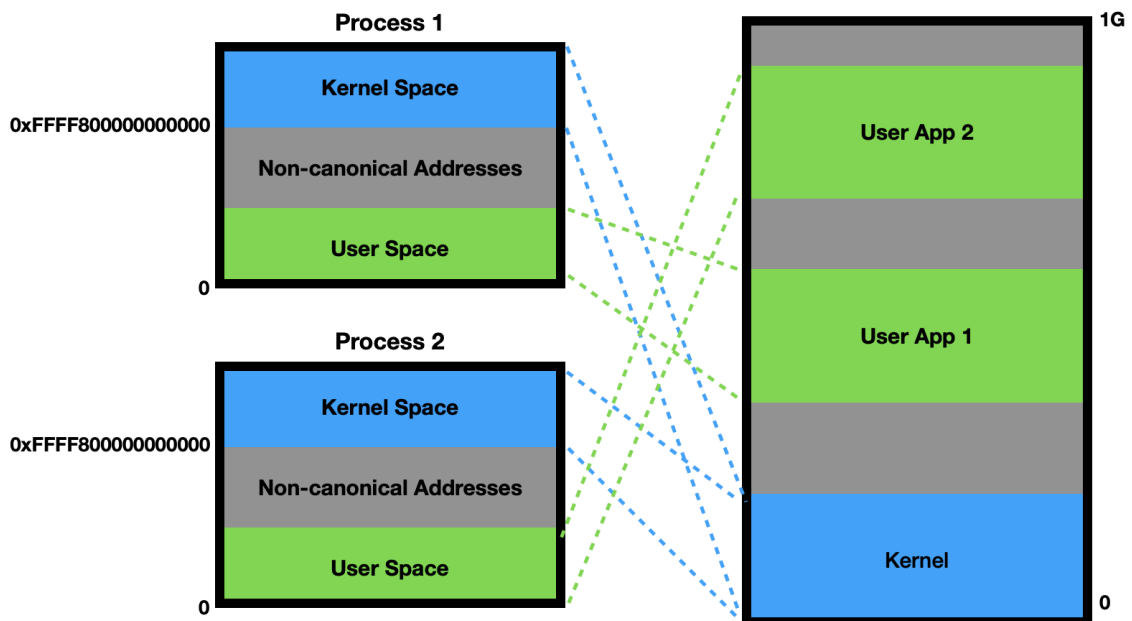 Process 1
Kernel Space
0xFFFF800000000000
Non-canonical Addresses
User Space
0
Process 2
Kernel Space
0xFFFF800000000000
Non-canonical Addresses
User Space
0
1G
User App 2
User App 1
Kernel
0